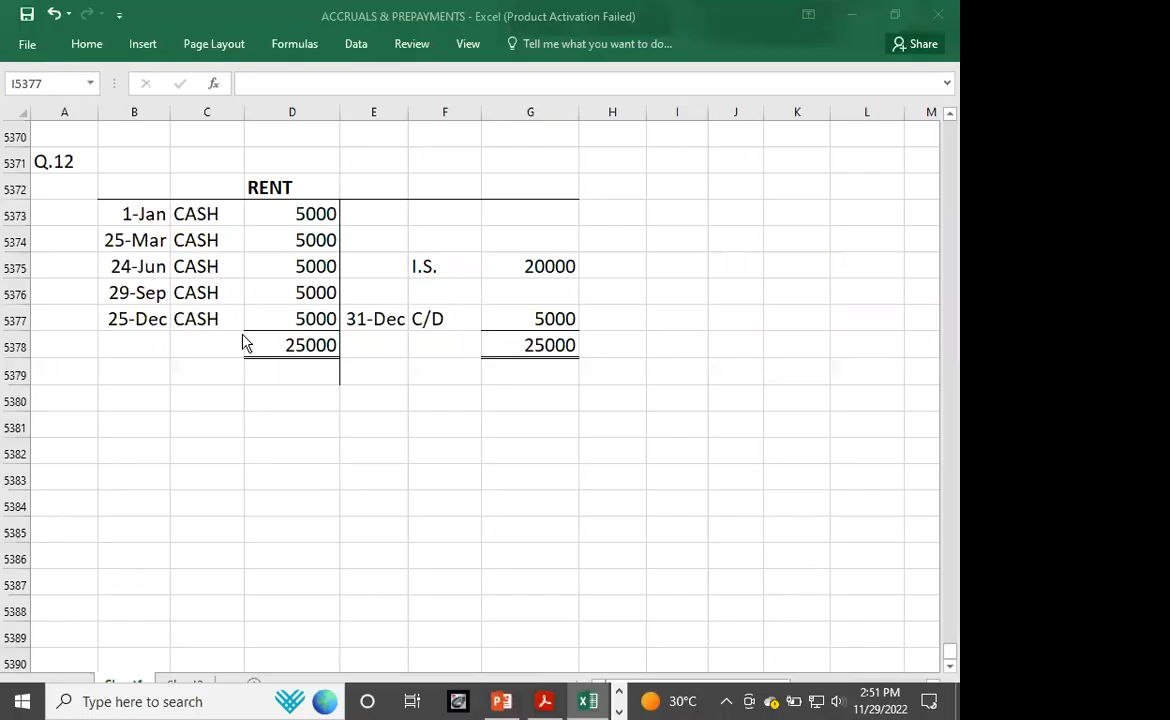 ACCRUALS & PREPAYMENTS - Excel (Product Activation Failed)
File Home Insert Page Layout Formulas Data Review View Tell me what you want to do... Share
I5377 fx
A B C D E F G H I J K L M
5370
5371 Q.12
5372 RENT
5373 1-Jan CASH 5000
5374 25-Mar CASH 5000
5375 24-Jun CASH 5000 I.S. 20000
5376 29-Sep CASH 5000
5377 25-Dec CASH 5000 31-Dec C/D 5000
5378 25000 25000
5379
5380
5381
5382
5383
5384
5385
5386
5387
5388
5389
5390
Type here to search 30°C 2:51 PM
11/29/2022